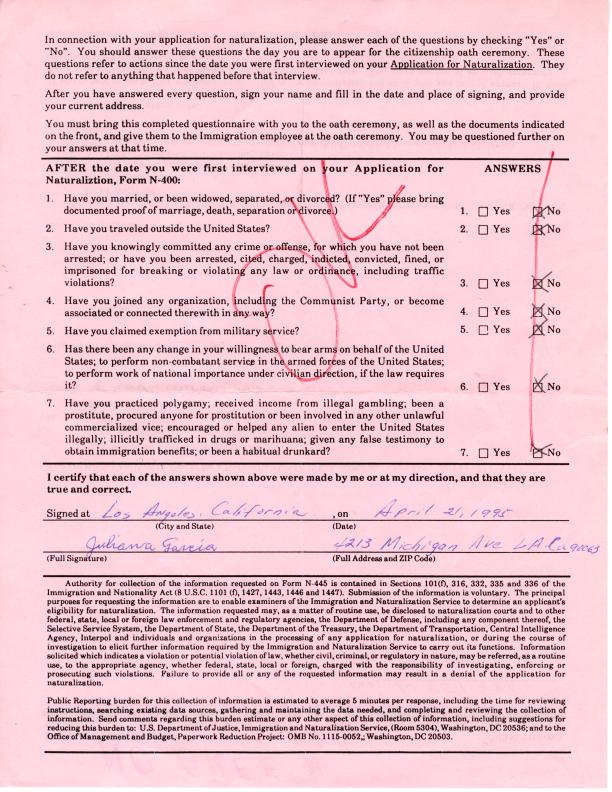 In connection with your application for naturalization, please answer each of the questions by checking "Yes" or
"No". You should answer these questions the day you are to appear for the citizenship oath ceremony. These
questions refer to actions since the date you were first interviewed on your Application for Naturalization. They
do not refer to anything that happened before that interview.
After you have answered every question, sign your name and fill in the date and place of signing, and provide
your current address.
You must bring this completed questionnaire with you to the oath ceremony, as well as the documents indicated
on the front, and give them to the Immigration employee at the oath ceremony. You may be questioned further on
your answers at that time.
AFTER the date you were first interviewed on your Application for ANSWERS
Naturaliztion, Form N-400:
1. Have you married, or been widowed, separated, or divorced? (If "Yes" please bring
documented proof of marriage, death, separation or divorce.) 1. Yes No
2. Have you traveled outside the United States? 2. Yes No
3. Have you knowingly committed any crime or offense, for which you have not been
arrested; or have you been arrested, cited, charged, indicted, convicted, fined, or
imprisoned for breaking or violating any law or ordinance, including traffic
violations? 3. Yes No
4. Have you joined any organization, including the Communist Party, or become
associated or connected therewith in any way? 4. Yes No
5. Have you claimed exemption from military service? 5. Yes No
6. Has there been any change in your willingness to bear arms on behalf of the United
States; to perform non-combatant service in the armed forces of the United States;
to perform work of national importance under civilian direction, if the law requires
it? 6. Yes No
7. Have you practiced polygamy; received income from illegal gambling; been a
prostitute, procured anyone for prostitution or been involved in any other unlawful
commercialized vice; encouraged or helped any alien to enter the United States
illegally; illicitly trafficked in drugs or marihuana; given any false testimony to
obtain immigration benefits; or been a habitual drunkard? 7. Yes No
OK
I certify that each of the answers shown above were made by me or at my direction, and that they are
true and correct.
Signed at Los Angeles, California , on April 21, 1995
(City and State) (Date)
Juliana Garcia 4213 Michigan Ave L.A. Ca 90063
(Full Signature) (Full Address and ZIP Code)
Authority for collection of the information requested on Form N-445 is contained in Sections 101(f), 316, 332, 335 and 336 of the
Immigration and Nationality Act (8 U.S.C. 1101 (f), 1427, 1443, 1446 and 1447). Submission of the information is voluntary. The principal
purposes for requesting the information are to enable examiners of the Immigration and Naturalization Service to determine an applicant's
eligibility for naturalization. The information requested may, as a matter of routine use, be disclosed to naturalization courts and to other
federal, state, local or foreign law enforcement and regulatory agencies, the Department of Defense, including any component thereof, the
Selective Service System, the Department of State, the Department of the Treasury, the Department of Transportation, Central Intelligence
Agency, Interpol and individuals and organizations in the processing of any application for naturalization, or during the course of
investigation to elicit further information required by the Immigration and Naturalization Service to carry out its functions. Information
solicited which indicates a violation or potential violation of law, whether civil, criminal, or regulatory in nature, may be referred, as a routine
use, to the appropriate agency, whether federal, state, local or foreign, charged with the responsibility of investigating, enforcing or
prosecuting such violations. Failure to provide all or any of the requested information may result in a denial of the application for
naturalization.
Public Reporting burden for this collection of information is estimated to average 5 minutes per response, including the time for reviewing
instructions, searching existing data sources, gathering and maintaining the data needed, and completing and reviewing the collection of
information. Send comments regarding this burden estimate or any other aspect of this collection of information, including suggestions for
reducing this burden to: U.S. Department of Justice, Immigration and Naturalization Service, (Room 5304), Washington, DC 20536; and to the
Office of Management and Budget, Paperwork Reduction Project: OMB No. 1115-0052,; Washington, DC 20503.